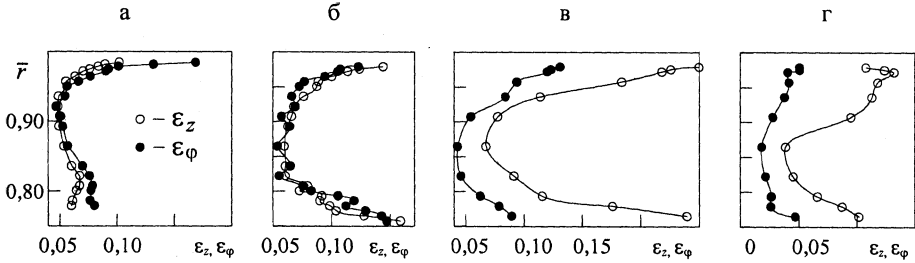 а б в г
r̅
0,90
0,80
○ – ε_z
● – ε_φ
0,05 0,10 ε_z, ε_φ
0,05 0,10 ε_z, ε_φ
0,05 0,10 0,15 ε_z, ε_φ
0 0,05 ε_z, ε_φ